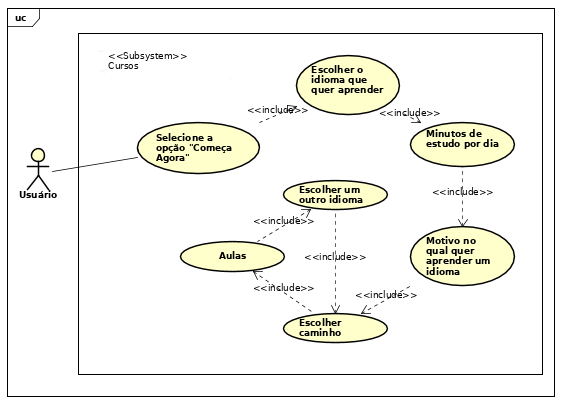 uc
<<Subsystem>>
Cursos
Escolher o
idioma que
quer aprender
<<include>>
<<include>>
Selecione a
opção "Começa
Agora"
Minutos de
estudo por dia
Usuário
<<include>>
Escolher um
outro idioma
<<include>>
Aulas
<<include>>
Motivo no
qual quer
aprender um
idioma
<<include>>
<<include>>
Escolher
caminho